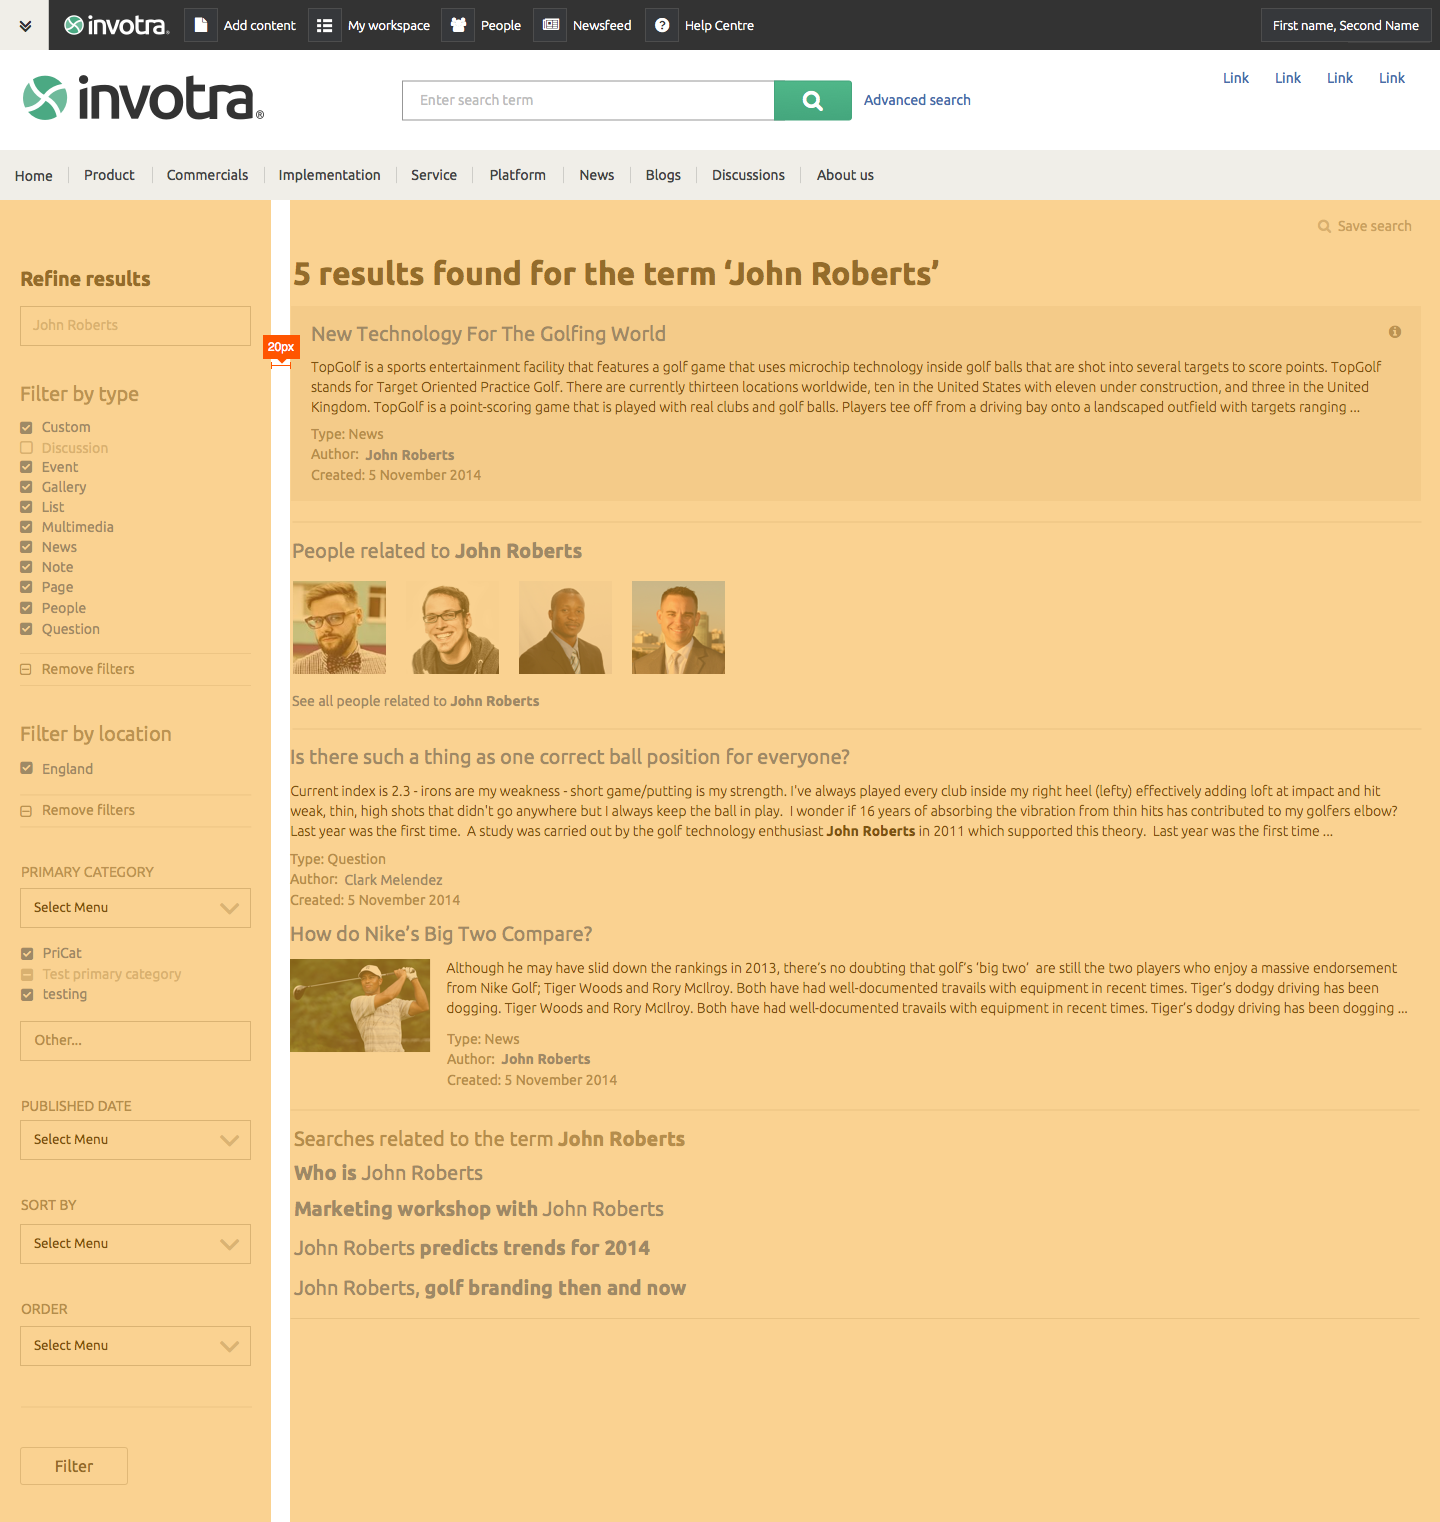 invotra.
Add content
My workspace
People
Newsfeed
Help Centre
First name, Second Name
invotra®
Enter search term
Advanced search
Link
Link
Link
Link
Home
Product
Commercials
Implementation
Service
Platform
News
Blogs
Discussions
About us
Save search
Refine results
John Roberts
20px
Filter by type
Custom
Discussion
Event
Gallery
List
Multimedia
News
Note
Page
People
Question
Remove filters
Filter by location
England
Remove filters
PRIMARY CATEGORY
Select Menu
PriCat
Test primary category
testing
Other...
PUBLISHED DATE
Select Menu
SORT BY
Select Menu
ORDER
Select Menu
Filter
5 results found for the term ‘John Roberts’
New Technology For The Golfing World
TopGolf is a sports entertainment facility that features a golf game that uses microchip technology inside golf balls that are shot into several targets to score points. TopGolf
stands for Target Oriented Practice Golf. There are currently thirteen locations worldwide, ten in the United States with eleven under construction, and three in the United
Kingdom. TopGolf is a point-scoring game that is played with real clubs and golf balls. Players tee off from a driving bay onto a landscaped outfield with targets ranging ...
Type: News
Author: John Roberts
Created: 5 November 2014
People related to John Roberts
See all people related to John Roberts
Is there such a thing as one correct ball position for everyone?
Current index is 2.3 - irons are my weakness - short game/putting is my strength. I've always played every club inside my right heel (lefty) effectively adding loft at impact and hit
weak, thin, high shots that didn't go anywhere but I always keep the ball in play.  I wonder if 16 years of absorbing the vibration from thin hits has contributed to my golfers elbow?
Last year was the first time.  A study was carried out by the golf technology enthusiast John Roberts in 2011 which supported this theory.  Last year was the first time ...
Type: Question
Author: Clark Melendez
Created: 5 November 2014
How do Nike’s Big Two Compare?
Although he may have slid down the rankings in 2013, there’s no doubting that golf’s ‘big two’  are still the two players who enjoy a massive endorsement
from Nike Golf; Tiger Woods and Rory McIlroy. Both have had well-documented travails with equipment in recent times. Tiger’s dodgy driving has been
dogging. Tiger Woods and Rory McIlroy. Both have had well-documented travails with equipment in recent times. Tiger’s dodgy driving has been dogging ...
Type: News
Author: John Roberts
Created: 5 November 2014
Searches related to the term John Roberts
Who is John Roberts
Marketing workshop with John Roberts
John Roberts predicts trends for 2014
John Roberts, golf branding then and now